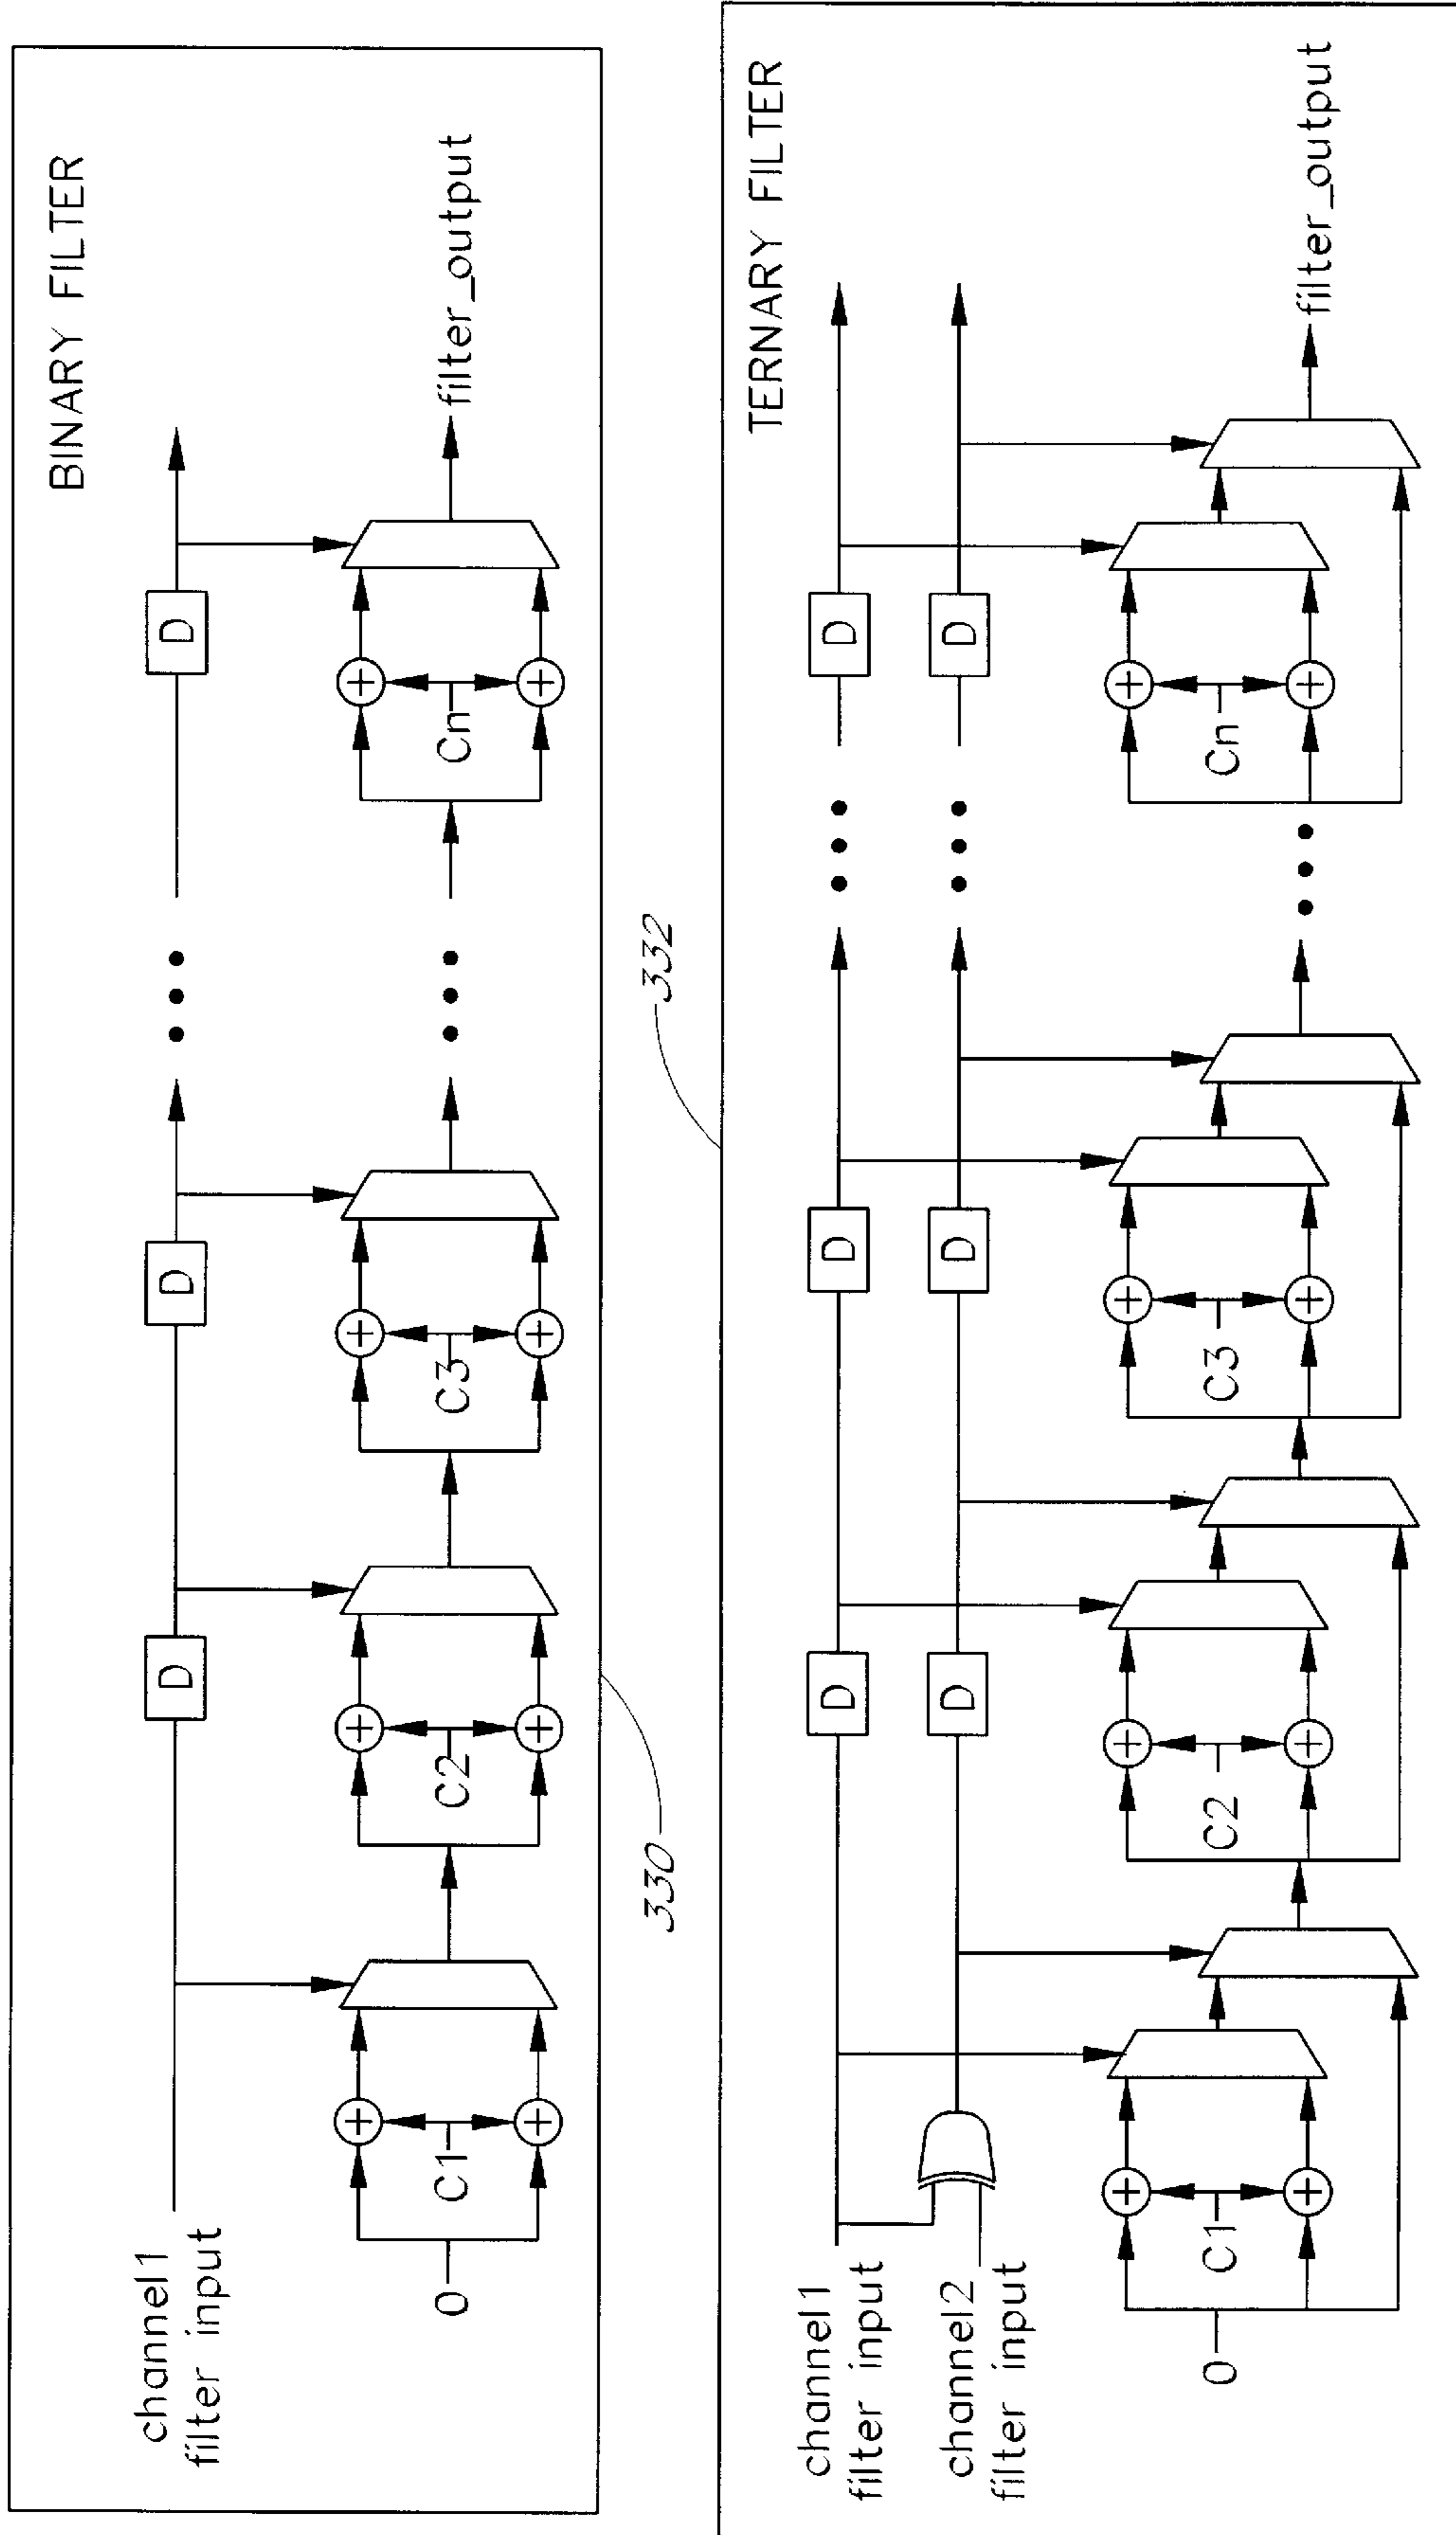 BINARY FILTER
channel1
filter input
D
D
D
0
C1
C2
C3
Cn
filter_output
330
332
TERNARY FILTER
channel1
filter input
channel2
filter input
D
D
D
D
D
D
0
C1
C2
C3
Cn
filter_output